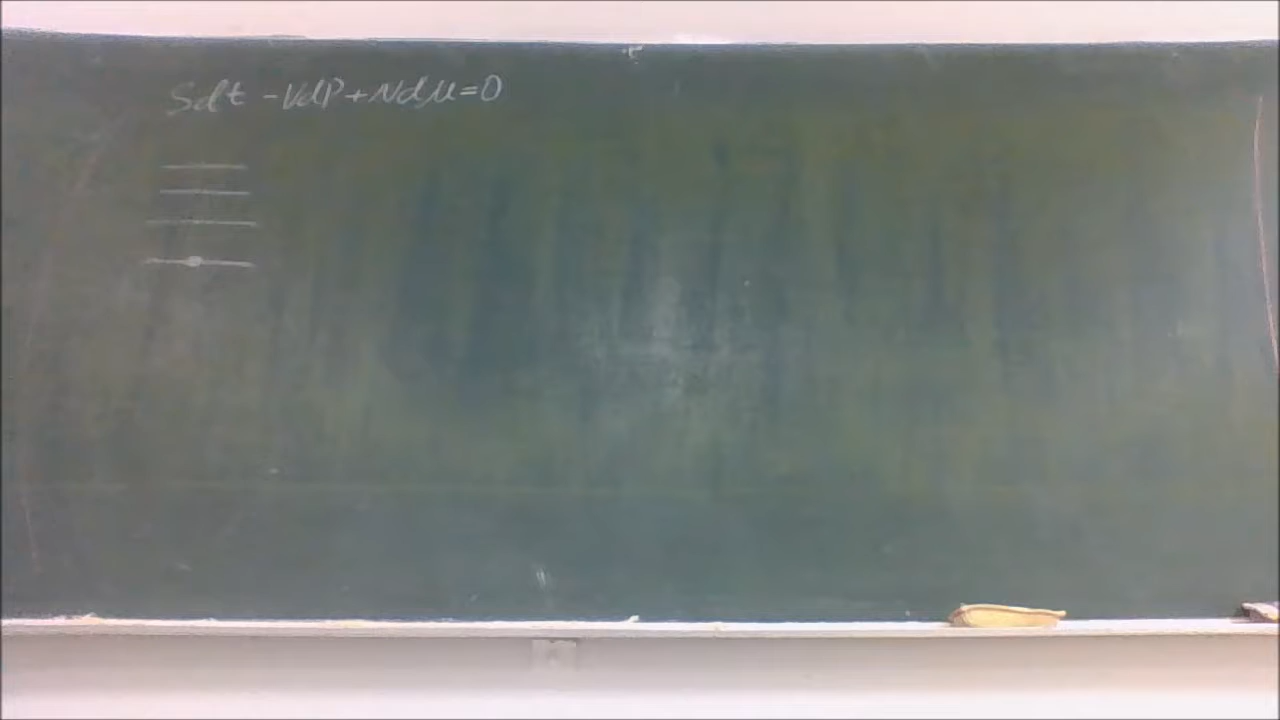 Sdt - VdP + Ndμ = 0